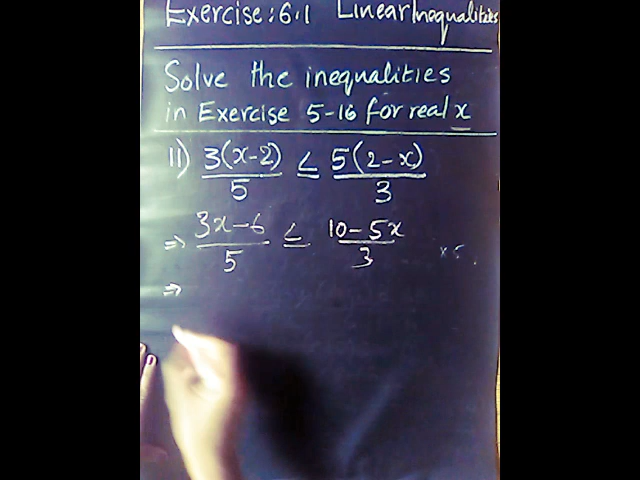 Exercise: 6.1 Linear Inequalities
Solve the inequalities
in Exercise 5-16 for real x
11) 3(x-2)/5 ≤ 5(2-x)/3
⇒ 3x-6/5 ≤ 10-5x/3
⇒